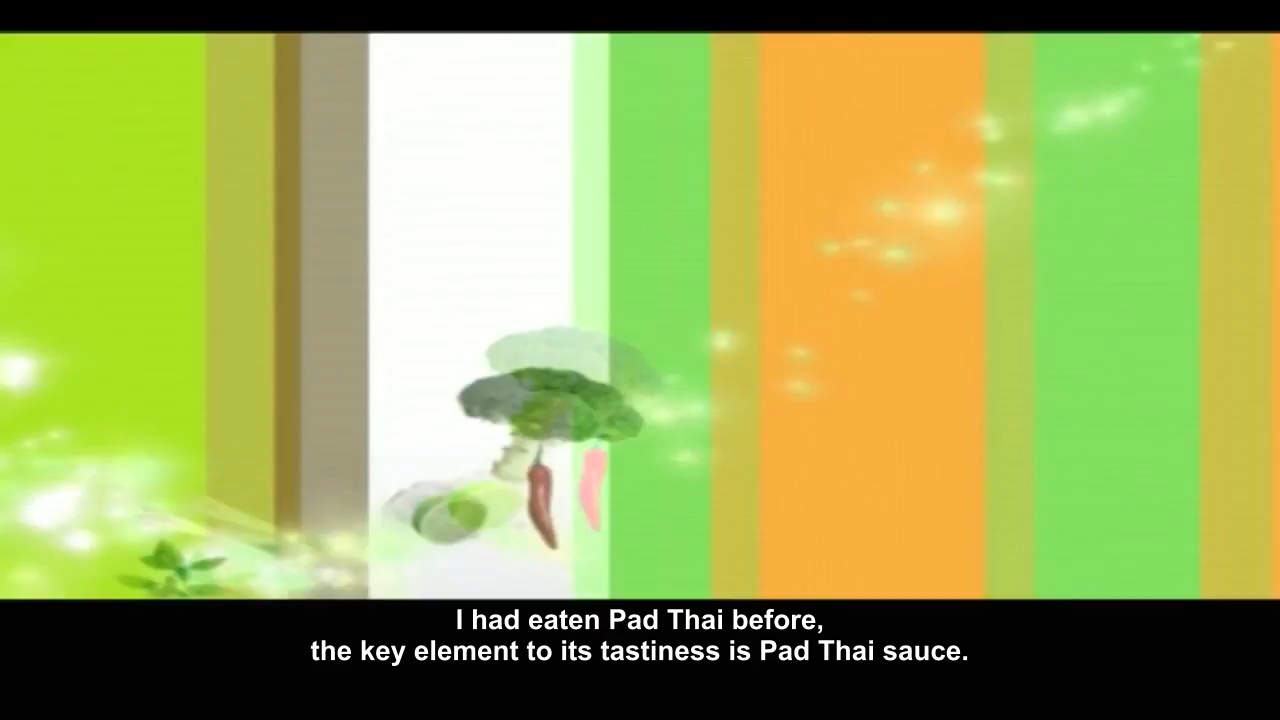 I had eaten Pad Thai before,
the key element to its tastiness is Pad Thai sauce.